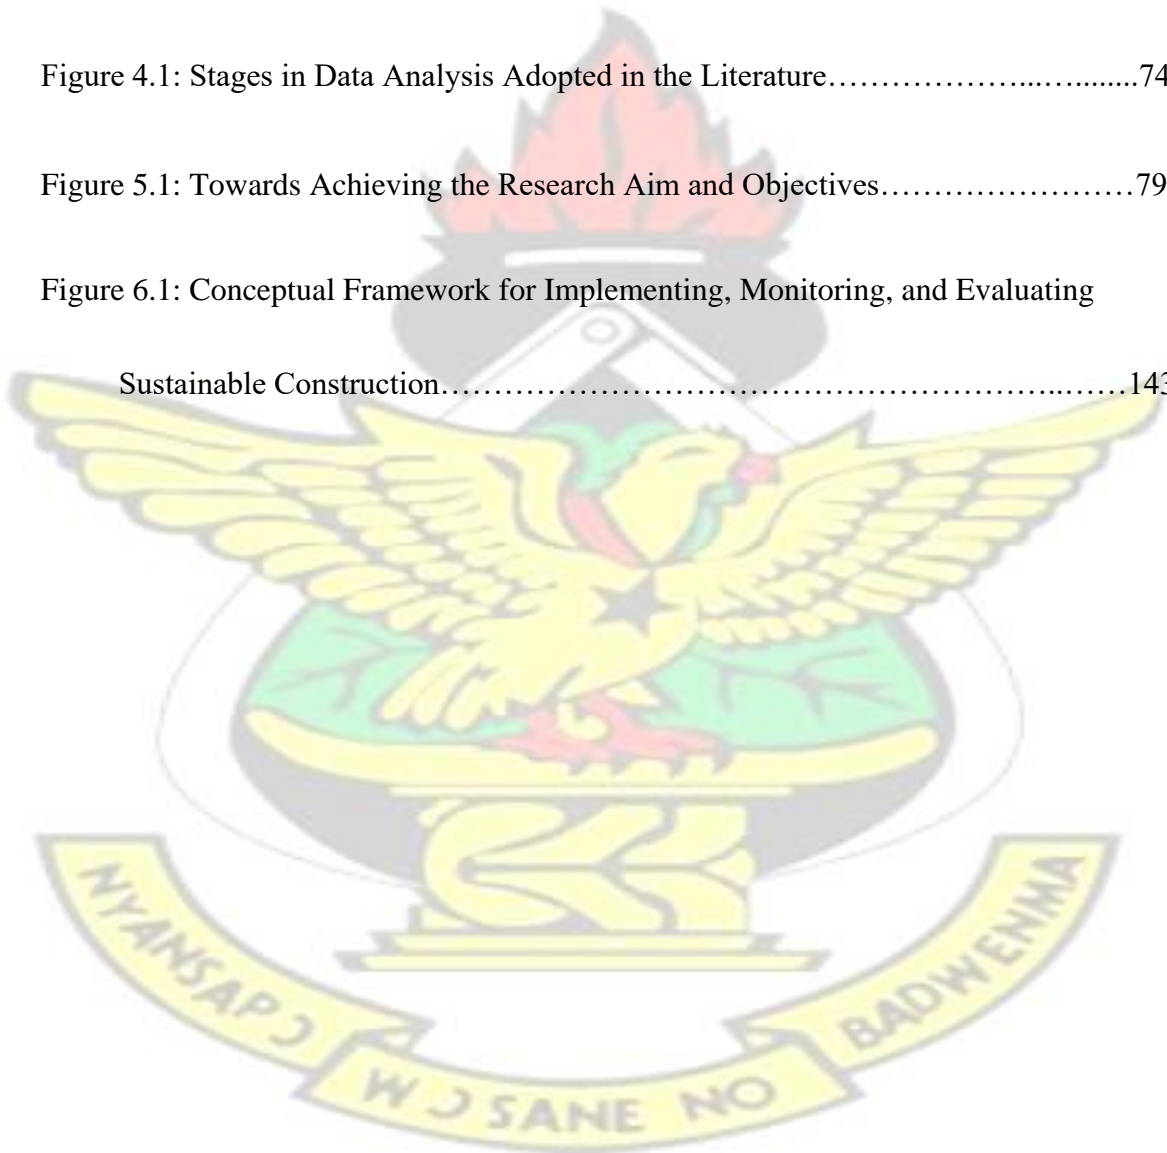 Figure 4.1: Stages in Data Analysis Adopted in the Literature…………………...…........74
Figure 5.1: Towards Achieving the Research Aim and Objectives……………………79
Figure 6.1: Conceptual Framework for Implementing, Monitoring, and Evaluating
Sustainable Construction……………………………………………………..……143
NYANSAPƆ
WƆ SANE NO
BADWENMA